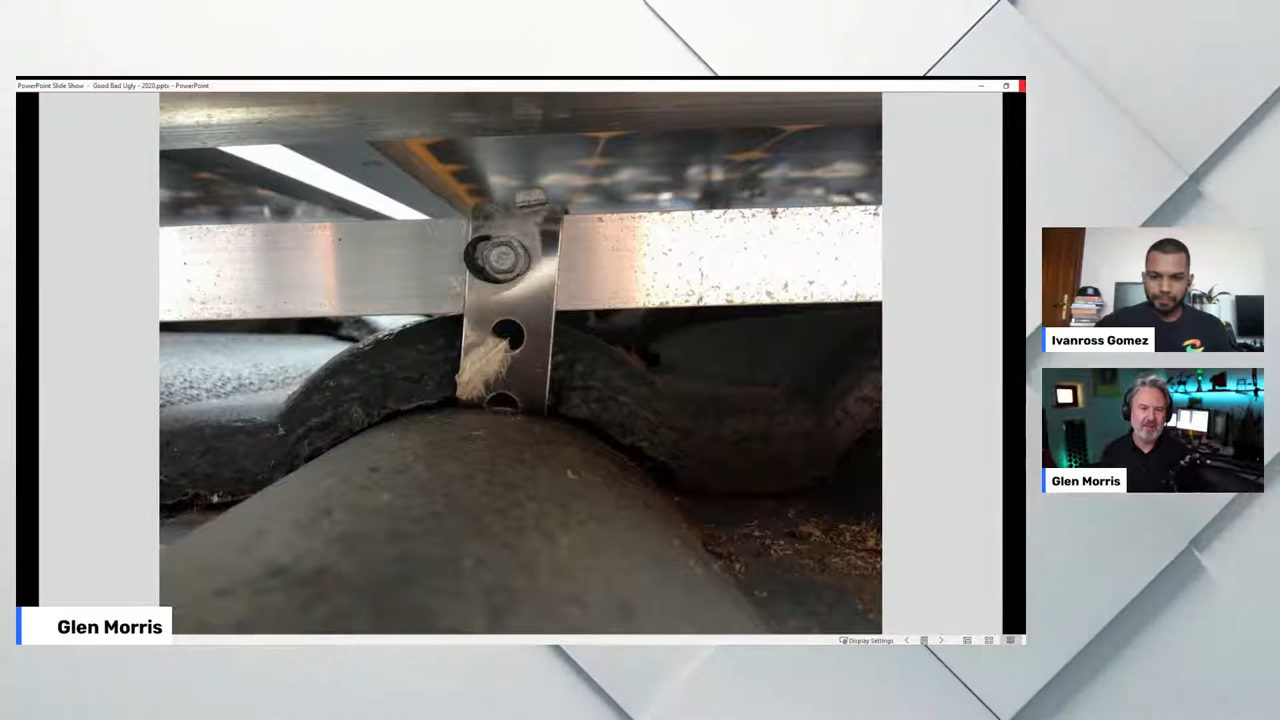 PowerPoint Slide Show - Good Bad Ugly - 2020.pptx - PowerPoint
Ivanross Gomez
Glen Morris
Glen Morris
Display Settings